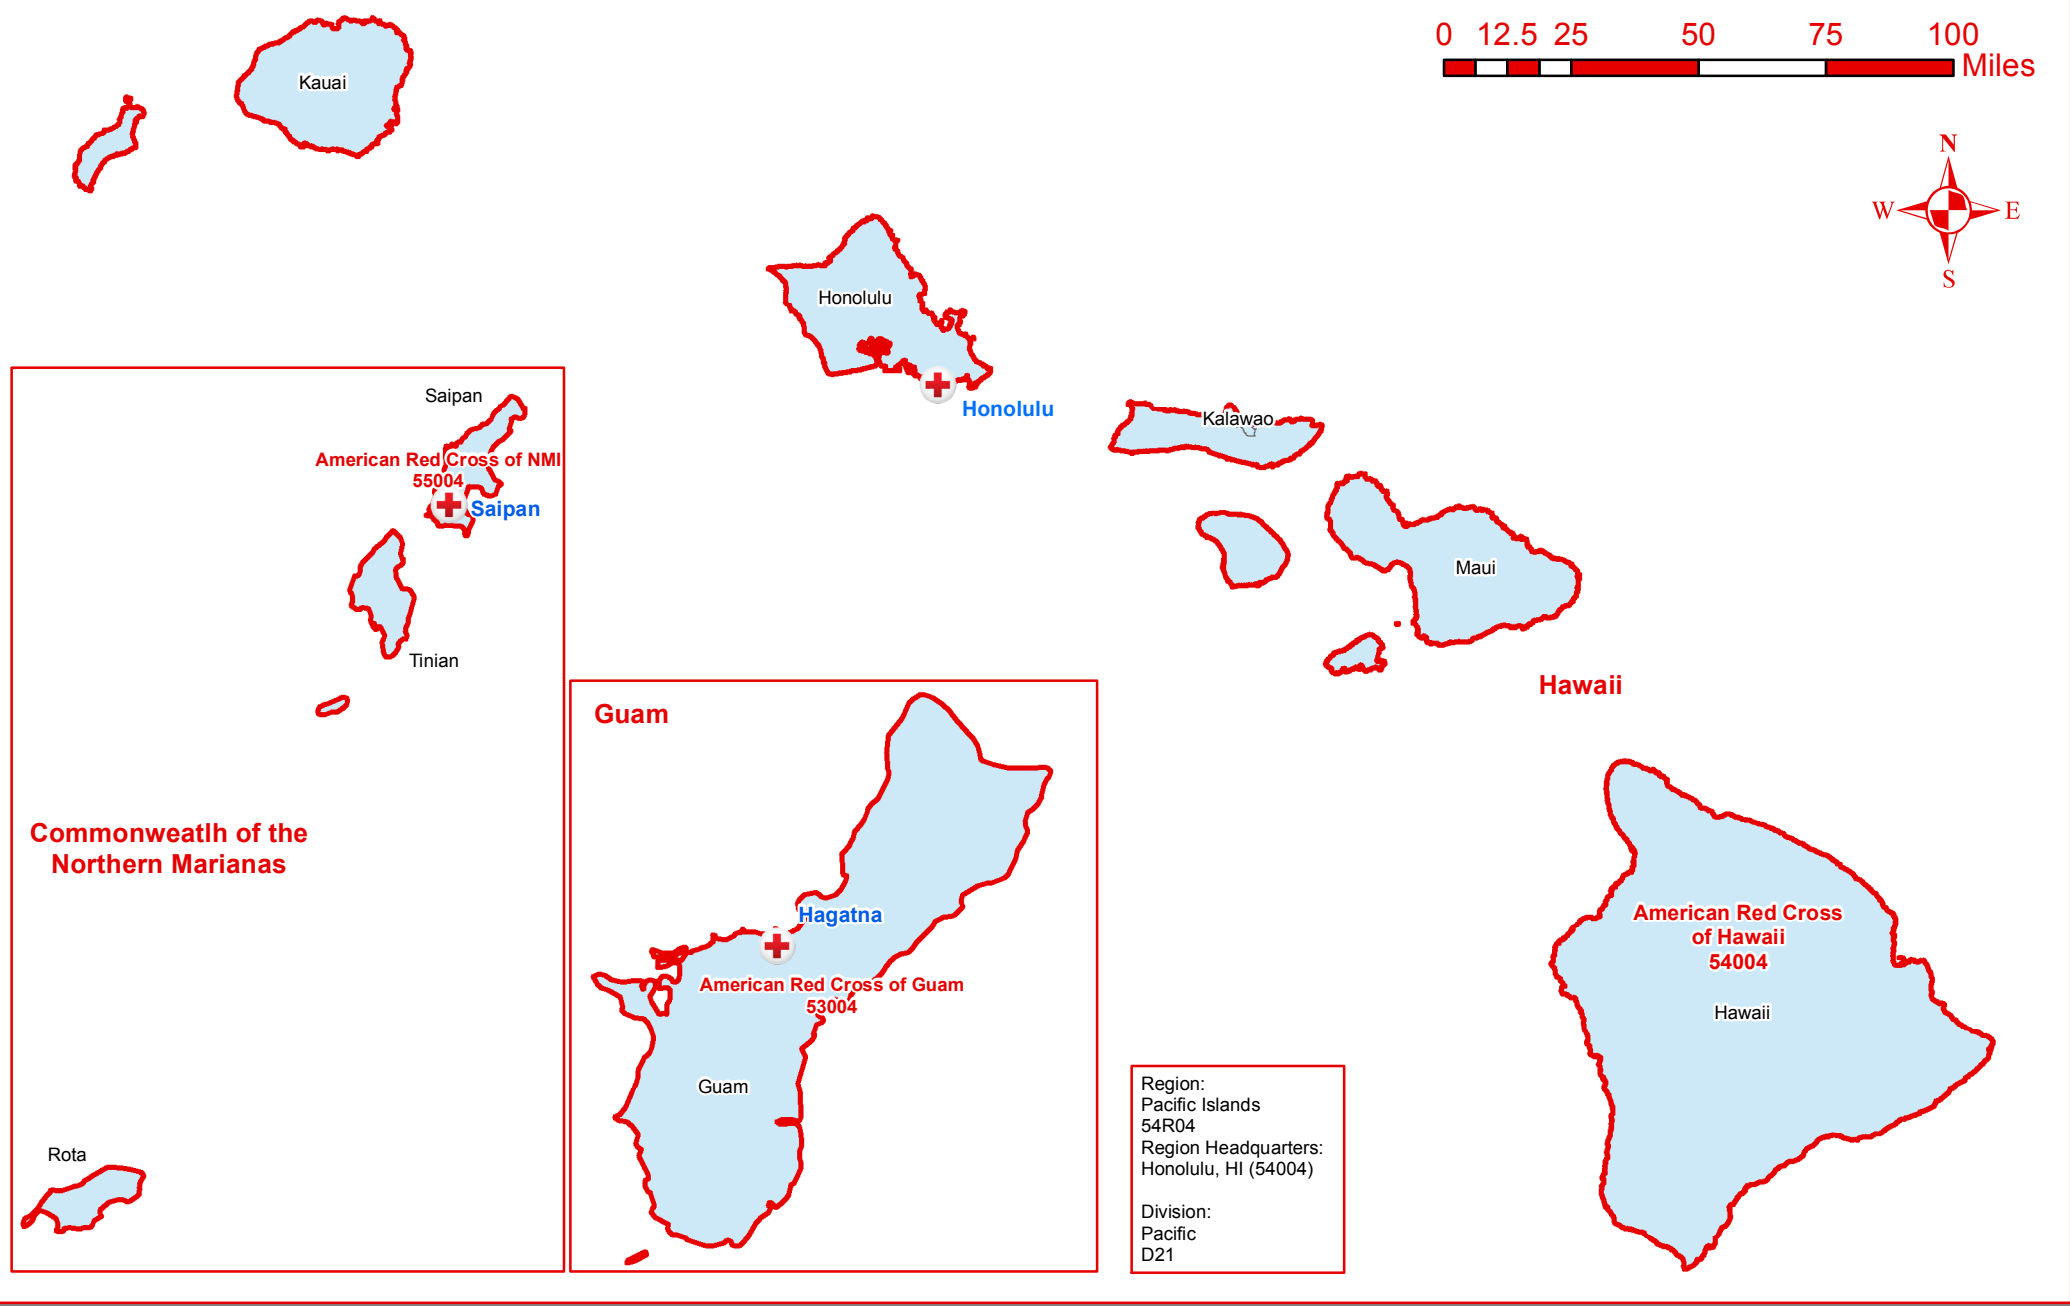 0 12.5 25 50 75 100
Miles
N
W E
S
Kauai
Honolulu
Honolulu
Kalawao
Maui
Hawaii
American Red Cross
of Hawaii
54004
Hawaii
Saipan
American Red Cross of NMI
55004
Saipan
Tinian
Commonweatlh of the
Northern Marianas
Rota
Guam
Hagatna
American Red Cross of Guam
53004
Guam
Region:
Pacific Islands
54R04
Region Headquarters:
Honolulu, HI (54004)
Division:
Pacific
D21